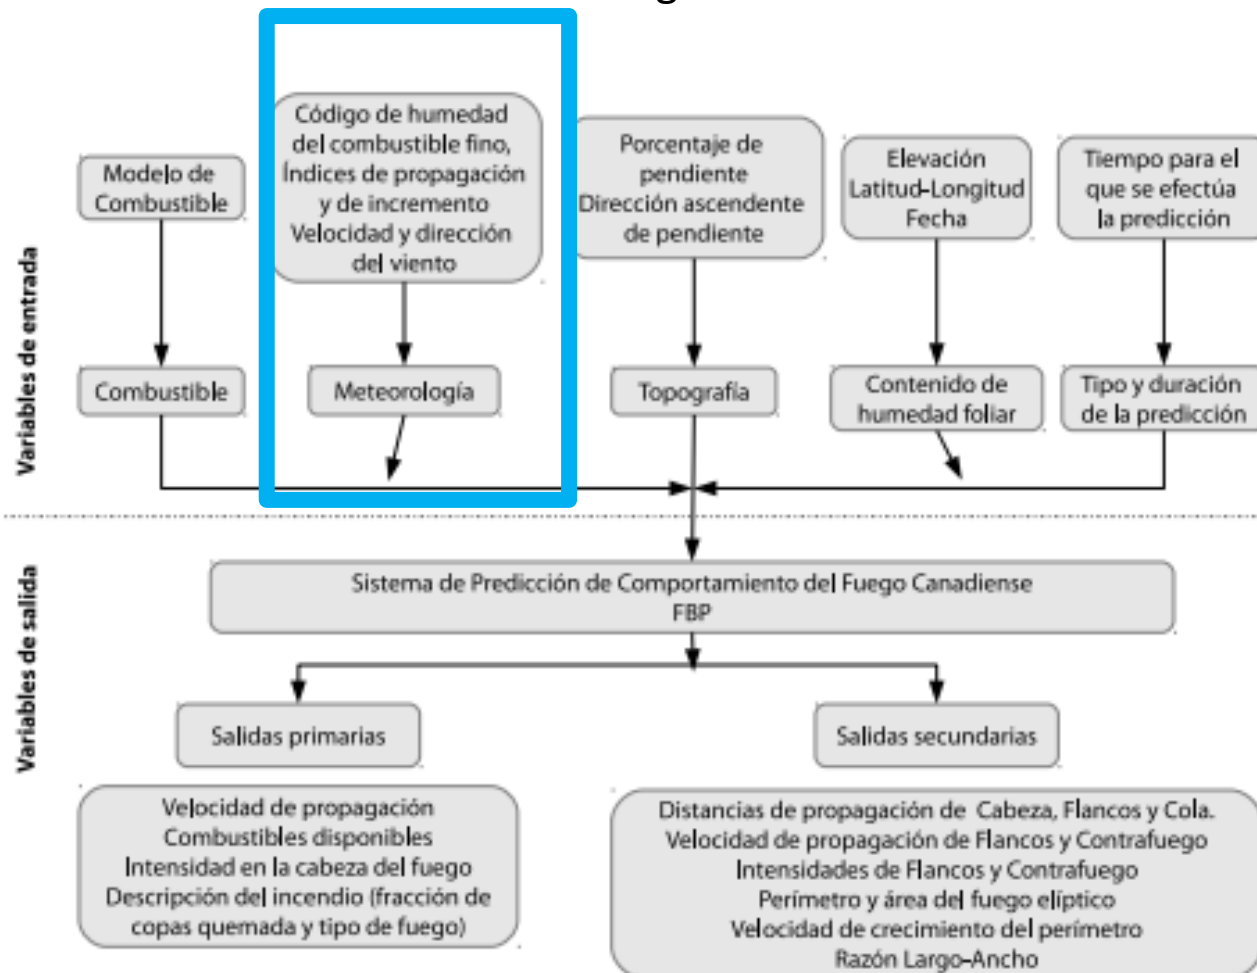 g
Variables de entrada
Modelo de
Combustible
Código de humedad
del combustible fino,
Índices de propagación
y de incremento
Velocidad y dirección
del viento
Porcentaje de
pendiente
Dirección ascendente
de pendiente
Elevación
Latitud-Longitud
Fecha
Tiempo para el
que se efectúa
la predicción
Combustible
Meteorología
Topografía
Contenido de
humedad foliar
Tipo y duración
de la predicción
Variables de salida
Sistema de Predicción de Comportamiento del Fuego Canadiense
FBP
Salidas primarias
Salidas secundarias
Velocidad de propagación
Combustibles disponibles
Intensidad en la cabeza del fuego
Descripción del incendio (fracción de
copas quemada y tipo de fuego)
Distancias de propagación de Cabeza, Flancos y Cola.
Velocidad de propagación de Flancos y Contrafuego
Intensidades de Flancos y Contrafuego
Perímetro y área del fuego elíptico
Velocidad de crecimiento del perímetro
Razón Largo-Ancho